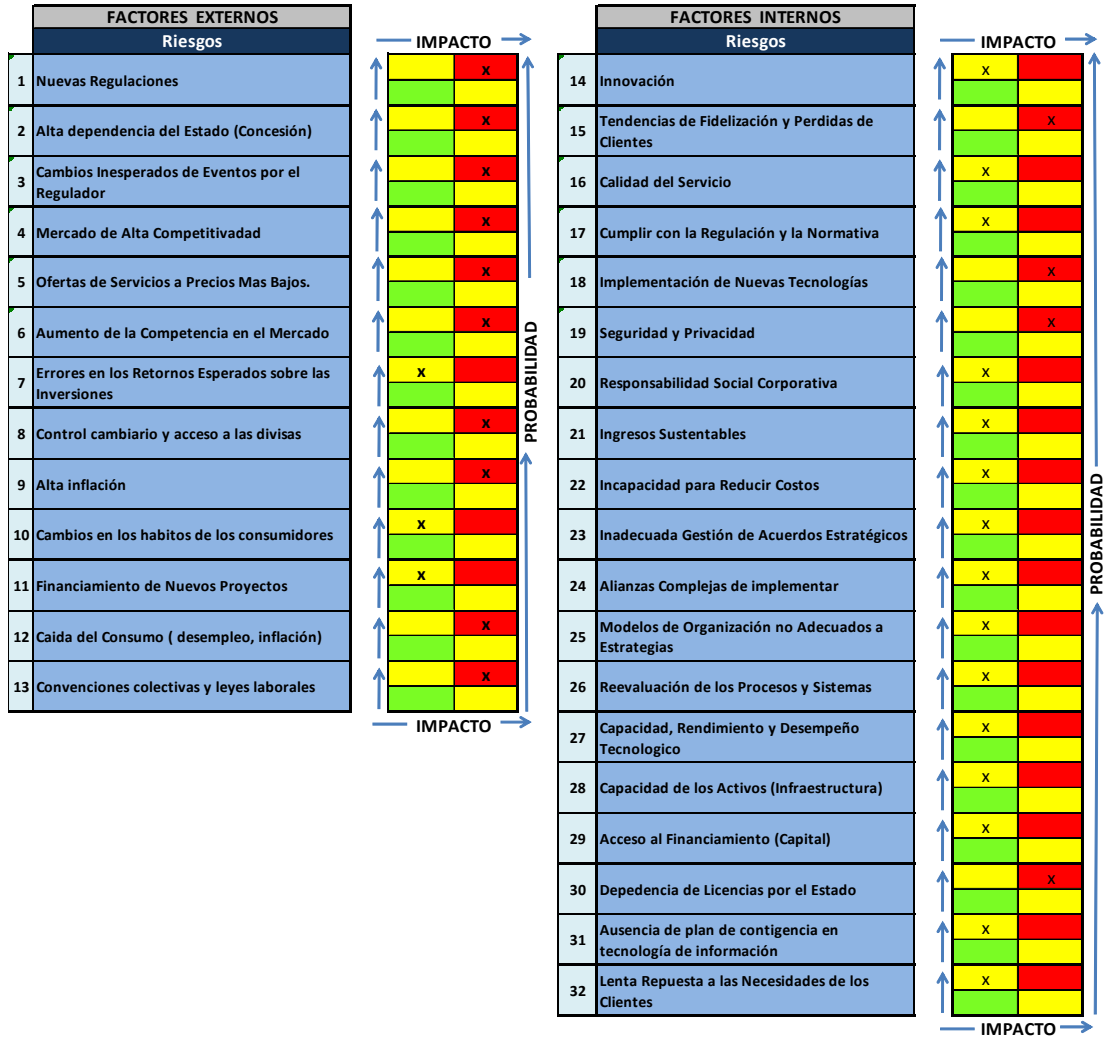 FACTORES EXTERNOS
Riesgos
IMPACTO
1 Nuevas Regulaciones
x
2 Alta dependencia del Estado (Concesión)
x
3 Cambios Inesperados de Eventos por el
Regulador
x
4 Mercado de Alta Competitivadad
x
5 Ofertas de Servicios a Precios Mas Bajos.
x
6 Aumento de la Competencia en el Mercado
x
7 Errores en los Retornos Esperados sobre las
Inversiones
x
8 Control cambiario y acceso a las divisas
x
9 Alta inflación
x
10 Cambios en los habitos de los consumidores
x
11 Financiamiento de Nuevos Proyectos
x
12 Caida del Consumo ( desempleo, inflación)
x
13 Convenciones colectivas y leyes laborales
x
IMPACTO
PROBABILIDAD
FACTORES INTERNOS
Riesgos
IMPACTO
14 Innovación
x
15 Tendencias de Fidelización y Perdidas de
Clientes
x
16 Calidad del Servicio
x
17 Cumplir con la Regulación y la Normativa
x
18 Implementación de Nuevas Tecnologías
x
19 Seguridad y Privacidad
x
20 Responsabilidad Social Corporativa
x
21 Ingresos Sustentables
x
22 Incapacidad para Reducir Costos
x
23 Inadecuada Gestión de Acuerdos Estratégicos
x
24 Alianzas Complejas de implementar
x
25 Modelos de Organización no Adecuados a
Estrategias
x
26 Reevaluación de los Procesos y Sistemas
x
27 Capacidad, Rendimiento y Desempeño
Tecnologico
x
28 Capacidad de los Activos (Infraestructura)
x
29 Acceso al Financiamiento (Capital)
x
30 Depedencia de Licencias por el Estado
x
31 Ausencia de plan de contigencia en
tecnología de información
x
32 Lenta Repuesta a las Necesidades de los
Clientes
x
IMPACTO
PROBABILIDAD